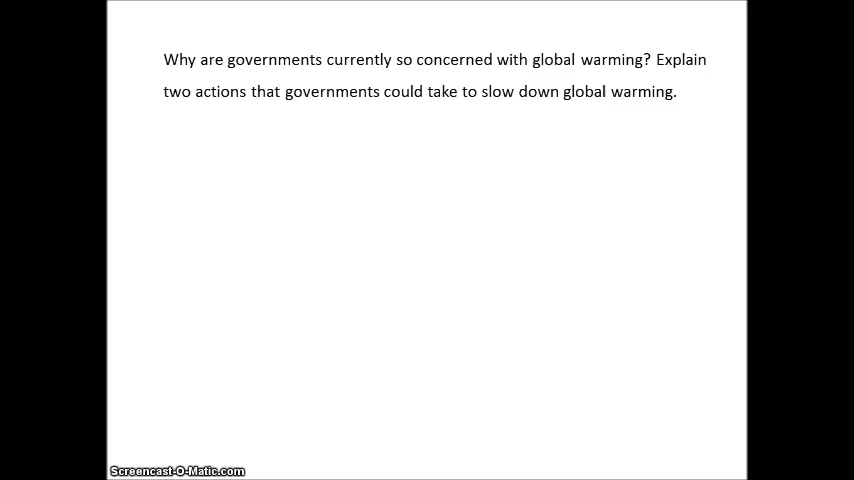 Why are governments currently so concerned with global warming? Explain
two actions that governments could take to slow down global warming.
Screencast-O-Matic.com